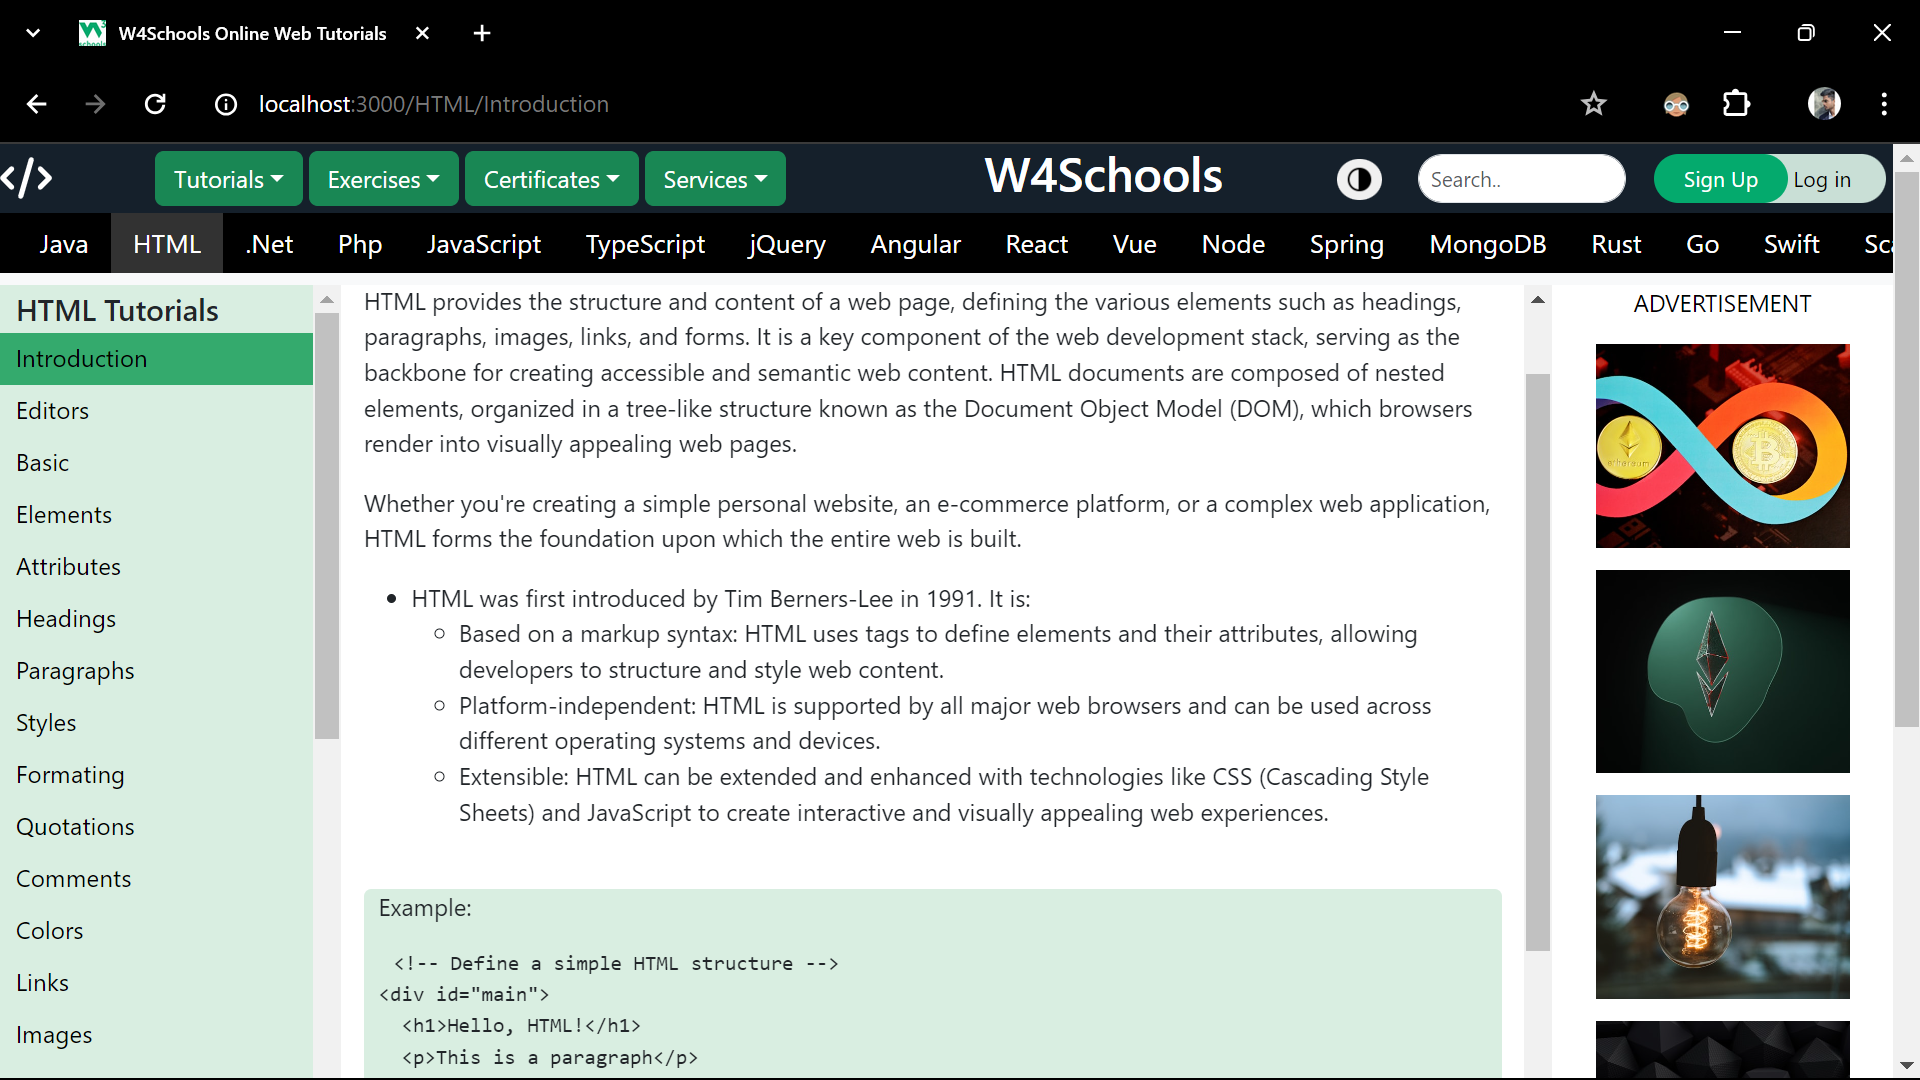 W4Schools Online Web Tutorials
localhost:3000/HTML/Introduction
</> Tutorials Exercises Certificates Services W4Schools Search.. Sign Up Log in
Java HTML .Net Php JavaScript TypeScript jQuery Angular React Vue Node Spring MongoDB Rust Go Swift Sca
HTML Tutorials
Introduction
Editors
Basic
Elements
Attributes
Headings
Paragraphs
Styles
Formating
Quotations
Comments
Colors
Links
Images
HTML provides the structure and content of a web page, defining the various elements such as headings,
paragraphs, images, links, and forms. It is a key component of the web development stack, serving as the
backbone for creating accessible and semantic web content. HTML documents are composed of nested
elements, organized in a tree-like structure known as the Document Object Model (DOM), which browsers
render into visually appealing web pages.
Whether you're creating a simple personal website, an e-commerce platform, or a complex web application,
HTML forms the foundation upon which the entire web is built.
HTML was first introduced by Tim Berners-Lee in 1991. It is:
Based on a markup syntax: HTML uses tags to define elements and their attributes, allowing
developers to structure and style web content.
Platform-independent: HTML is supported by all major web browsers and can be used across
different operating systems and devices.
Extensible: HTML can be extended and enhanced with technologies like CSS (Cascading Style
Sheets) and JavaScript to create interactive and visually appealing web experiences.
Example:
<!-- Define a simple HTML structure -->
<div id="main">
<h1>Hello, HTML!</h1>
<p>This is a paragraph</p>
ADVERTISEMENT
ethereum